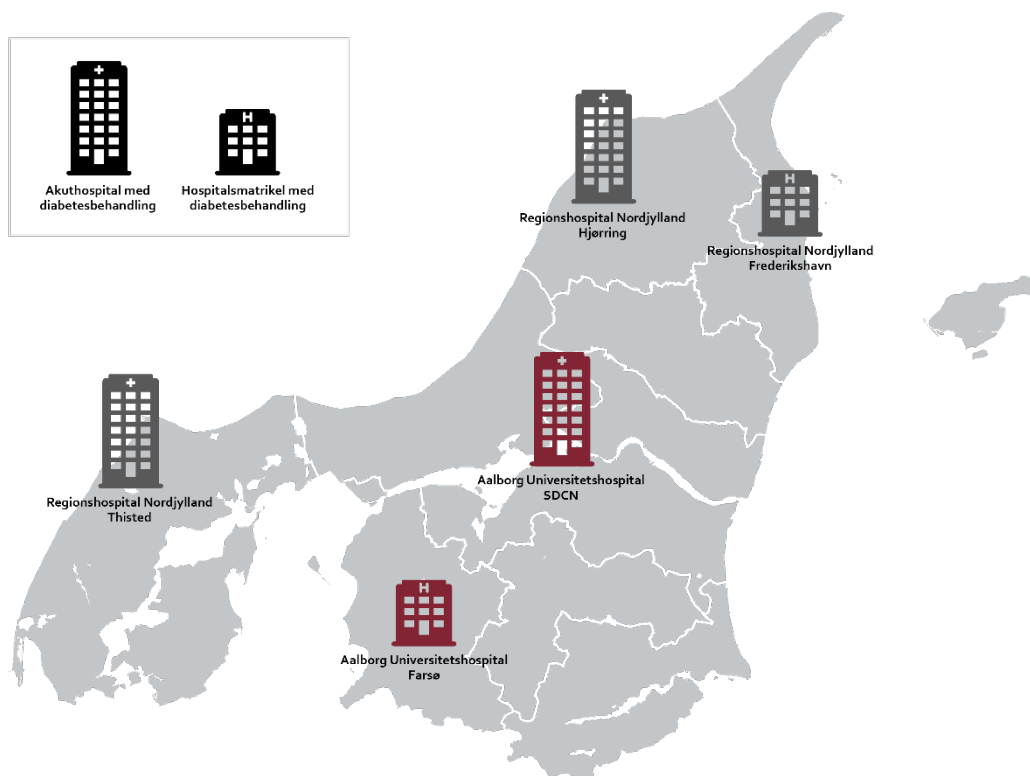 Akuthospital med
diabetesbehandling
H
Hospitalsmatrikel med
diabetesbehandling
Regionshospital Nordjylland
Hjørring
H
Regionshospital Nordjylland
Frederikshavn
Regionshospital Nordjylland
Thisted
Aalborg Universitetshospital
SDCN
H
Aalborg Universitetshospital
Farsø